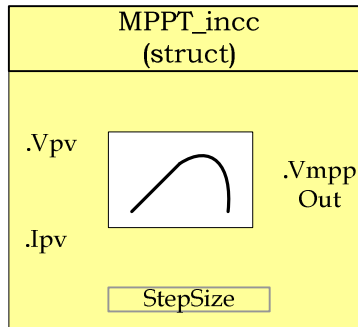 MPPT_incc
(struct)
.Vpv
.Vmpp
Out
.Ipv
StepSize